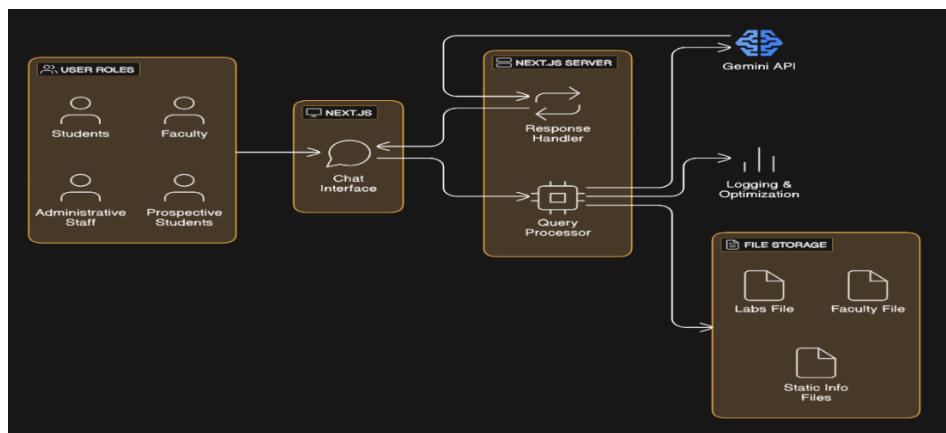 USER ROLES
Students
Faculty
Administrative
Staff
Prospective
Students
NEXT.JS
Chat
Interface
NEXT.JS SERVER
Response
Handler
Query
Processor
Gemini API
Logging &
Optimization
FILE STORAGE
Labs File
Faculty File
Static Info
Files